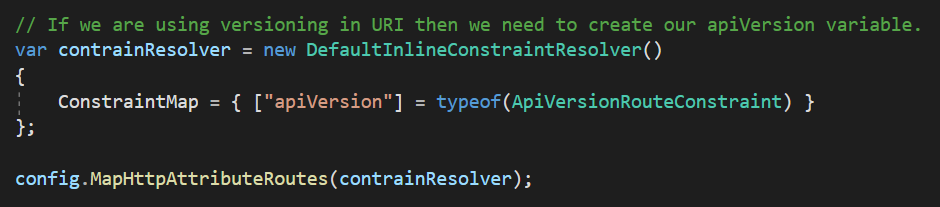 // If we are using versioning in URI then we need to create our apiVersion variable.
var contrainResolver = new DefaultInlineConstraintResolver()
{
    ConstraintMap = { ["apiVersion"] = typeof(ApiVersionRouteConstraint) }
};
config.MapHttpAttributeRoutes(contrainResolver);